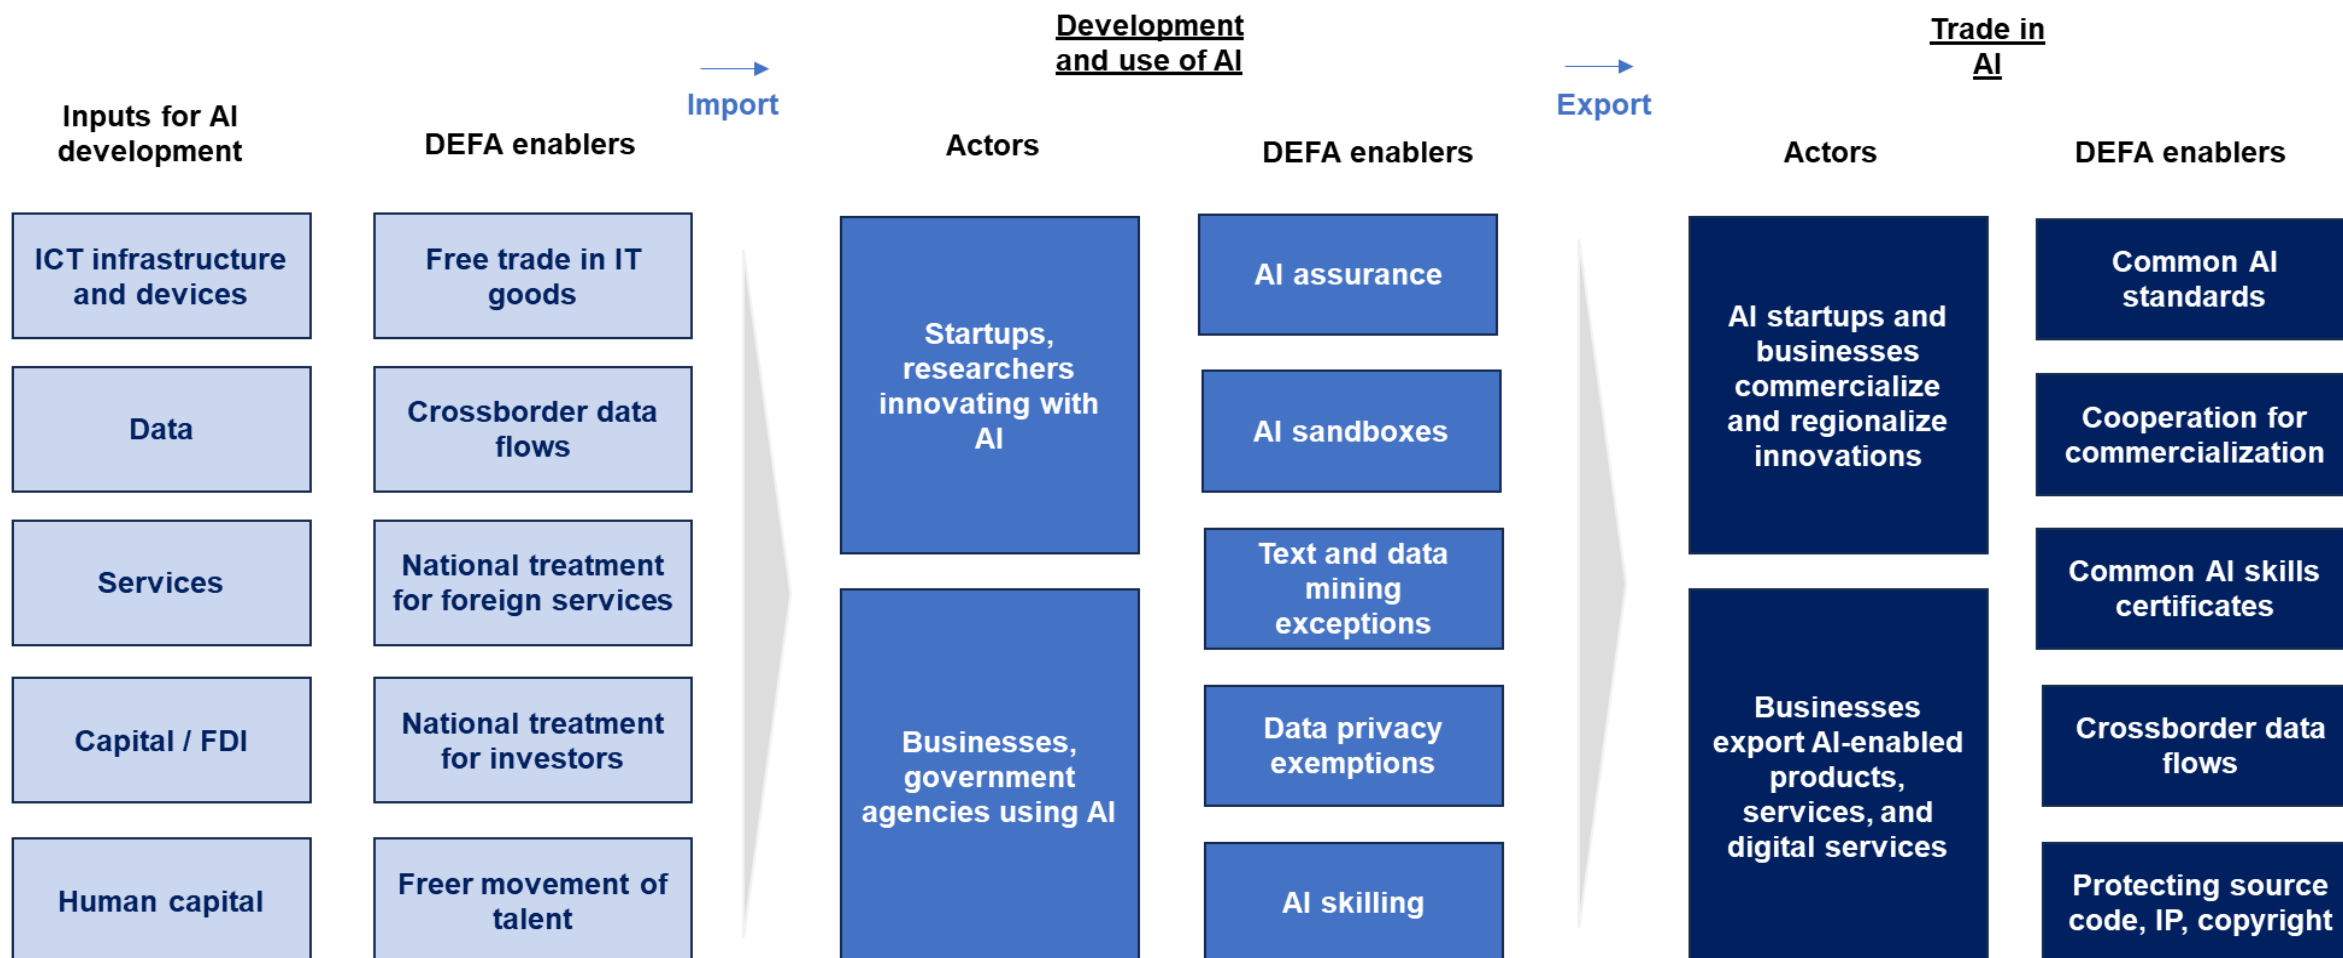 Development
and use of AI
Trade in
AI
Import
Export
Inputs for AI
development
DEFA enablers
Actors
DEFA enablers
Actors
DEFA enablers
ICT infrastructure
and devices
Data
Services
Capital / FDI
Human capital
Free trade in IT
goods
Crossborder data
flows
National treatment
for foreign services
National treatment
for investors
Freer movement of
talent
Startups,
researchers
innovating with
AI
Businesses,
government
agencies using AI
AI assurance
AI sandboxes
Text and data
mining
exceptions
Data privacy
exemptions
AI skilling
AI startups and
businesses
commercialize
and regionalize
innovations
Businesses
export AI-enabled
products,
services, and
digital services
Common AI
standards
Cooperation for
commercialization
Common AI skills
certificates
Crossborder data
flows
Protecting source
code, IP, copyright